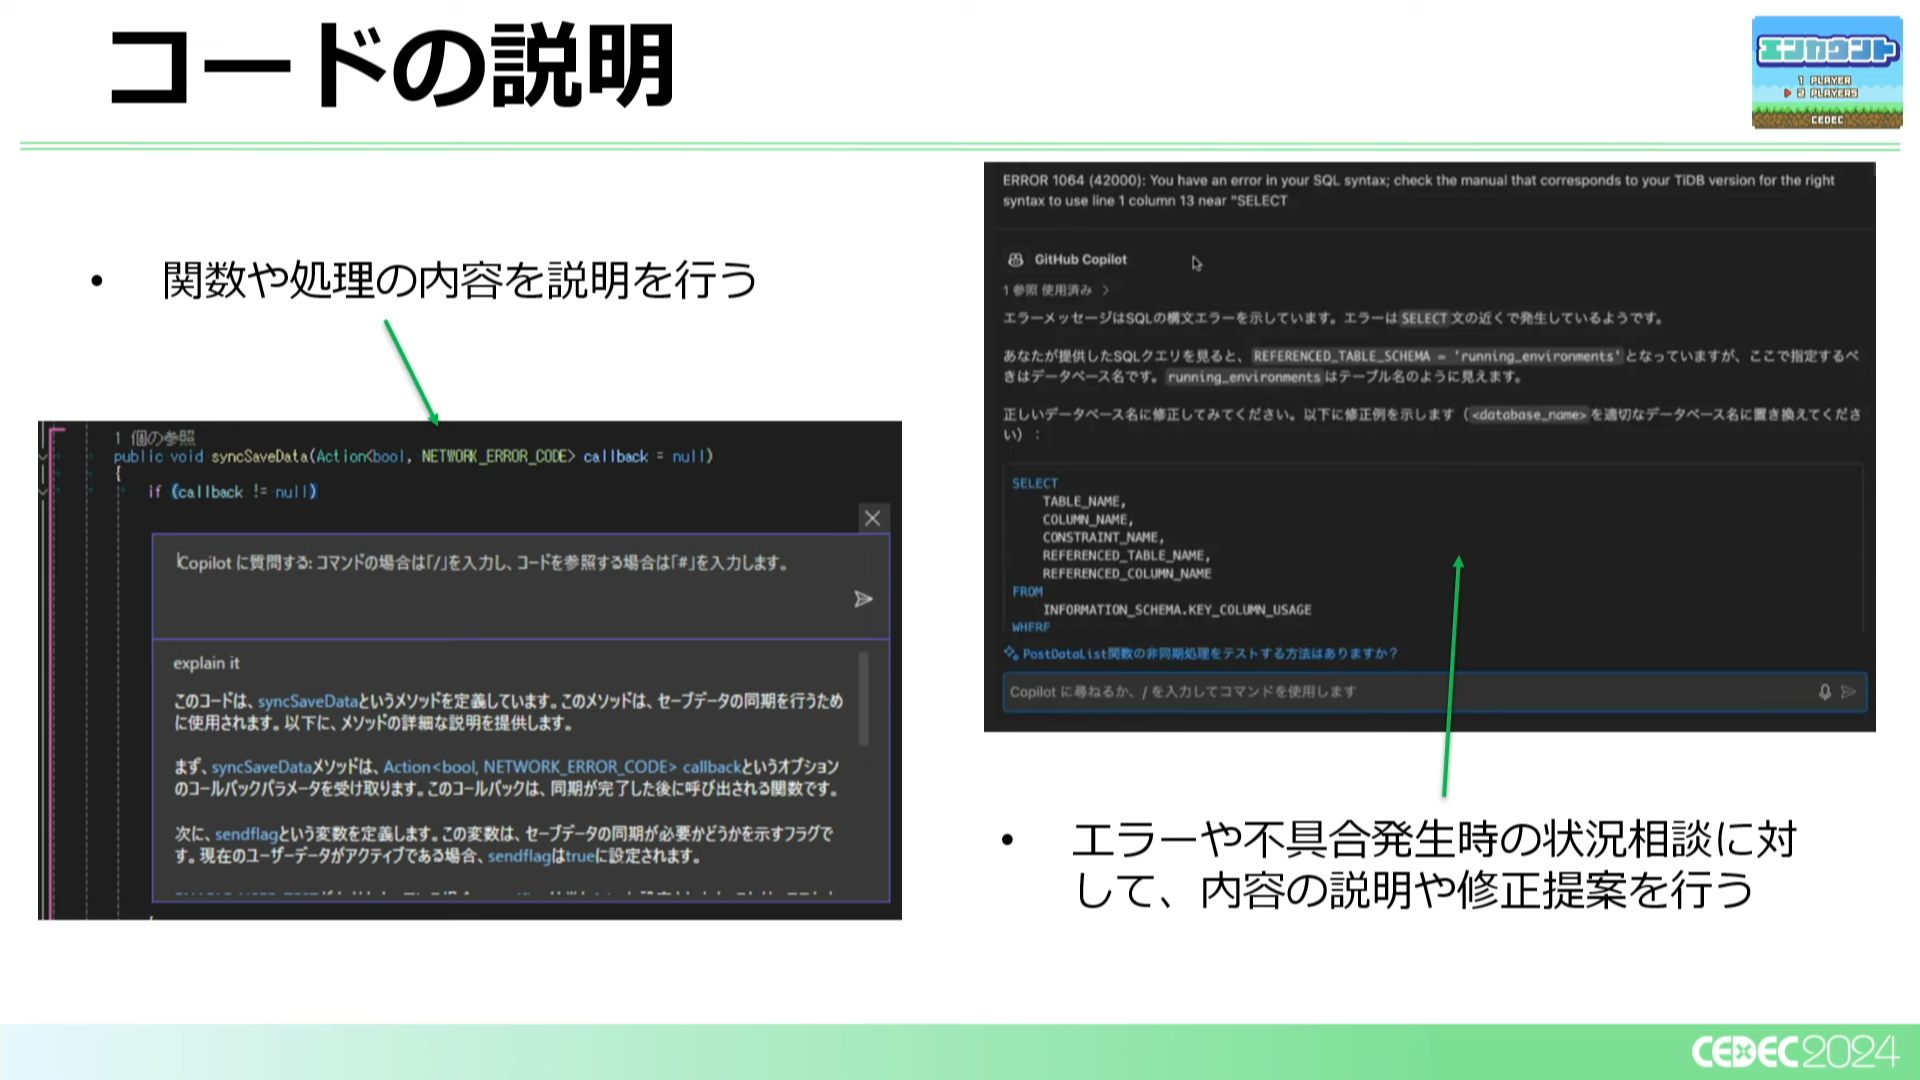 コードの説明
エンカウント
1 PLAYER
2 PLAYERS
CEDEC
• 関数や処理の内容を説明を行う
1 個の参照
public void syncSaveData(Action<bool, NETWORK_ERROR_CODE> callback = null)
{
if (callback != null)
Copilot に質問する: コマンドの場合は「/」を入力し、コードを参照する場合は「#」を入力します。
explain it
このコードは、syncSaveDataというメソッドを定義しています。このメソッドは、セーブデータの同期を行うため
に使用されます。以下に、メソッドの詳細な説明を提供します。
まず、syncSaveDataメソッドは、Action<bool, NETWORK_ERROR_CODE> callbackというオプション
のコールバックパラメータを受け取ります。このコールバックは、同期が完了した後に呼び出される関数です。
次に、sendflagという変数を定義します。この変数は、セーブデータの同期が必要かどうかを示すフラグで
す。現在のユーザーデータがアクティブである場合、sendflagはtrueに設定されます。
ERROR 1064 (42000): You have an error in your SQL syntax; check the manual that corresponds to your TiDB version for the right
syntax to use line 1 column 13 near "SELECT
GitHub Copilot
1 参照 使用済み >
エラーメッセージはSQLの構文エラーを示しています。エラーは SELECT 文の近くで発生しているようです。
あなたが提供したSQLクエリを見ると、 REFERENCED_TABLE_SCHEMA = 'running_environments' となっていますが、ここで指定するべ
きはデータベース名です。 running_environments はテーブル名のように見えます。
正しいデータベース名に修正してみてください。以下に修正例を示します（ <database_name> を適切なデータベース名に置き換えてくださ
い）：
SELECT
TABLE_NAME,
COLUMN_NAME,
CONSTRAINT_NAME,
REFERENCED_TABLE_NAME,
REFERENCED_COLUMN_NAME
FROM
INFORMATION_SCHEMA.KEY_COLUMN_USAGE
WHERE
PostDataList関数の非同期処理をテストする方法はありますか？
Copilot に尋ねるか、/ を入力してコマンドを使用します
• エラーや不具合発生時の状況相談に対
して、内容の説明や修正提案を行う
CEDEC2024